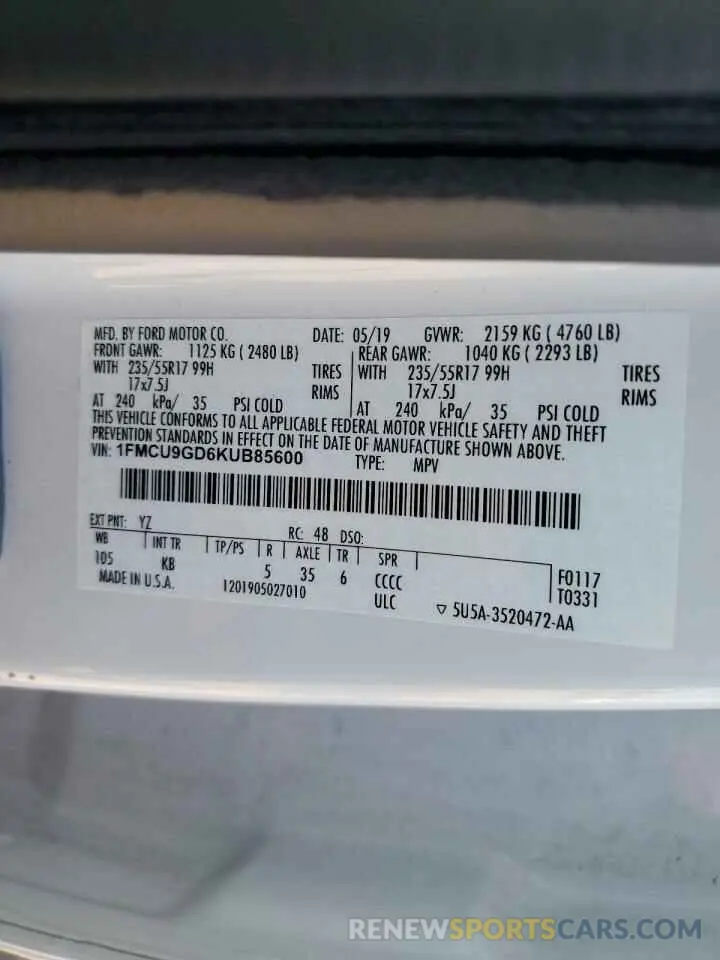 MFD. BY FORD MOTOR CO. DATE: 05/19 GVWR: 2159 KG ( 4760 LB)
FRONT GAWR: 1125 KG ( 2480 LB) REAR GAWR: 1040 KG ( 2293 LB)
WITH 235/55R17 99H TIRES WITH 235/55R17 99H TIRES
17x7.5J RIMS 17x7.5J RIMS
AT 240 kPa/ 35 PSI COLD AT 240 kPa/ 35 PSI COLD
THIS VEHICLE CONFORMS TO ALL APPLICABLE FEDERAL MOTOR VEHICLE SAFETY AND THEFT
PREVENTION STANDARDS IN EFFECT ON THE DATE OF MANUFACTURE SHOWN ABOVE.
VIN: 1FMCU9GD6KUB85600 TYPE: MPV
EXT PNT: YZ RC: 48 DSO:
WB INT TR TP/PS R AXLE TR SPR
105 KB 5 35 6 CCCC F0117
MADE IN U.S.A. 1201905027010 ULC T0331
▽ 5U5A-3520472-AA
RENEWSPORTSCARS.COM